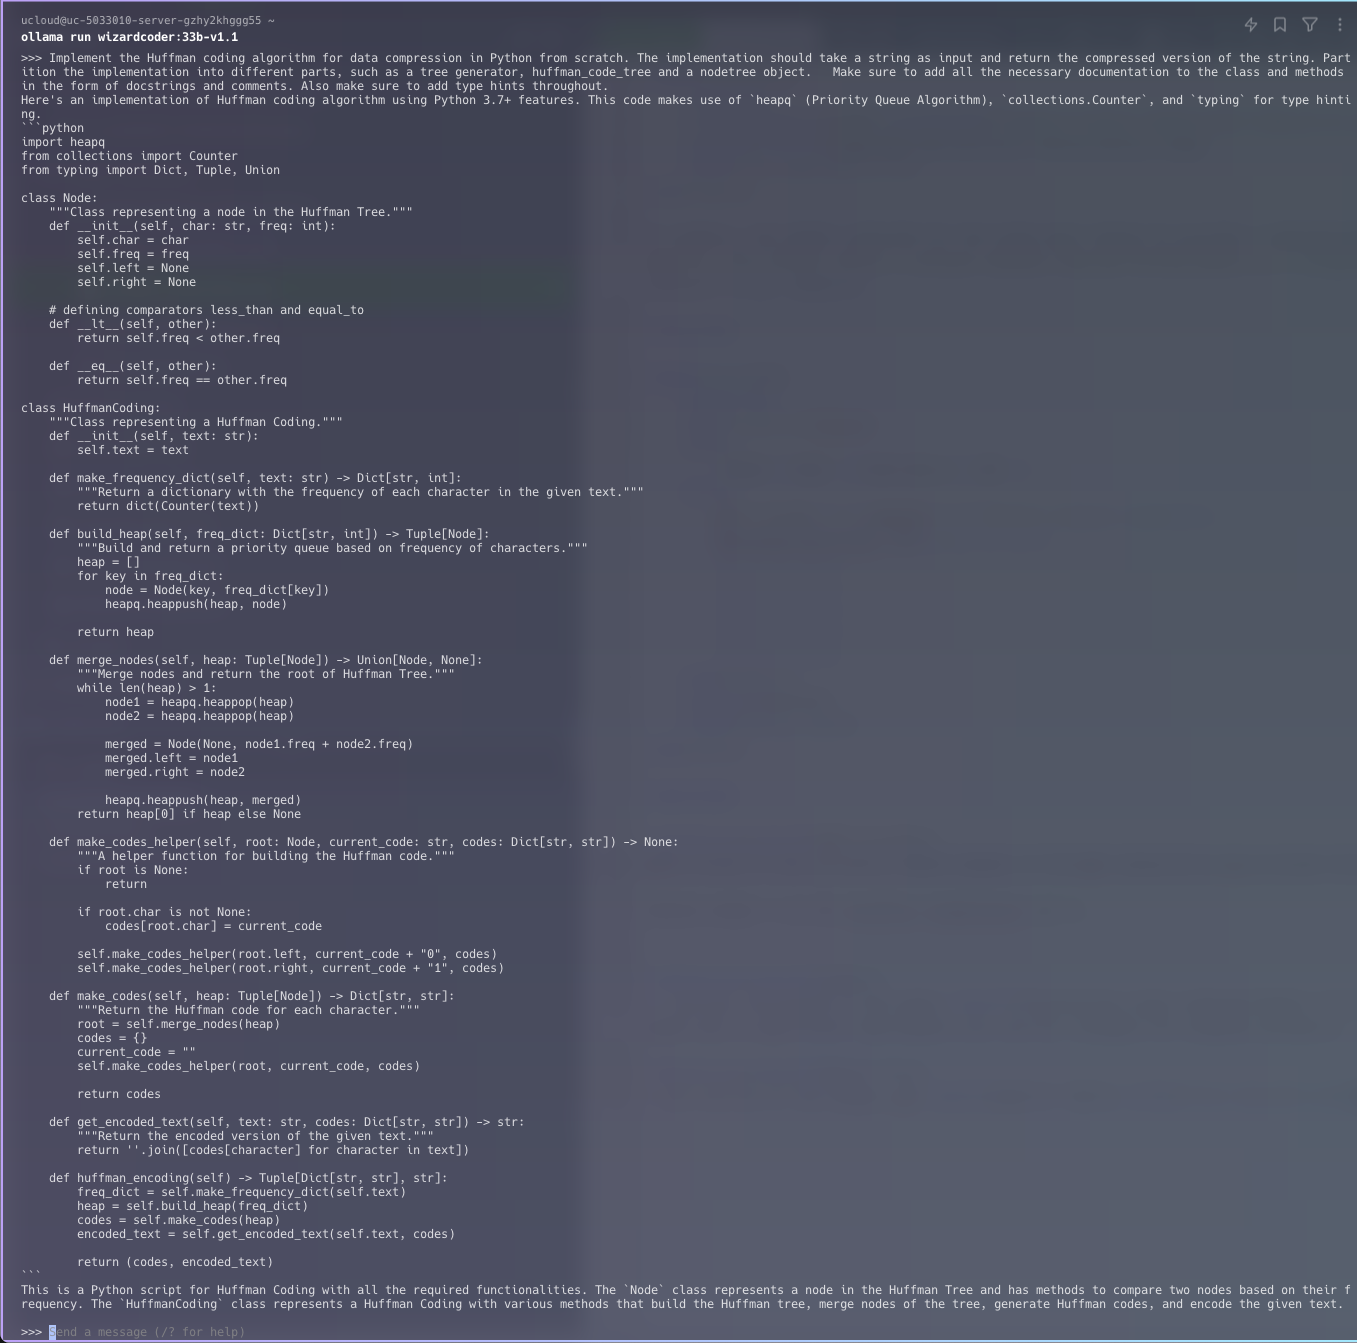 ucloud@uc-5033010-server-gzhy2khggg55 ~
ollama run wizardcoder:33b-v1.1
>>> Implement the Huffman coding algorithm for data compression in Python from scratch. The implementation should take a string as input and return the compressed version of the string. Part
ition the implementation into different parts, such as a tree generator, huffman_code_tree and a nodetree object.   Make sure to add all the necessary documentation to the class and methods
in the form of docstrings and comments. Also make sure to add type hints throughout.
Here's an implementation of Huffman coding algorithm using Python 3.7+ features. This code makes use of `heapq` (Priority Queue Algorithm), `collections.Counter`, and `typing` for type hinti
ng.
```python
import heapq
from collections import Counter
from typing import Dict, Tuple, Union

class Node:
    """Class representing a node in the Huffman Tree."""
    def __init__(self, char: str, freq: int):
        self.char = char
        self.freq = freq
        self.left = None
        self.right = None

    # defining comparators less_than and equal_to
    def __lt__(self, other):
        return self.freq < other.freq

    def __eq__(self, other):
        return self.freq == other.freq

class HuffmanCoding:
    """Class representing a Huffman Coding."""
    def __init__(self, text: str):
        self.text = text

    def make_frequency_dict(self, text: str) -> Dict[str, int]:
        """Return a dictionary with the frequency of each character in the given text."""
        return dict(Counter(text))

    def build_heap(self, freq_dict: Dict[str, int]) -> Tuple[Node]:
        """Build and return a priority queue based on frequency of characters."""
        heap = []
        for key in freq_dict:
            node = Node(key, freq_dict[key])
            heapq.heappush(heap, node)

        return heap

    def merge_nodes(self, heap: Tuple[Node]) -> Union[Node, None]:
        """Merge nodes and return the root of Huffman Tree."""
        while len(heap) > 1:
            node1 = heapq.heappop(heap)
            node2 = heapq.heappop(heap)

            merged = Node(None, node1.freq + node2.freq)
            merged.left = node1
            merged.right = node2

            heapq.heappush(heap, merged)
        return heap[0] if heap else None

    def make_codes_helper(self, root: Node, current_code: str, codes: Dict[str, str]) -> None:
        """A helper function for building the Huffman code."""
        if root is None:
            return

        if root.char is not None:
            codes[root.char] = current_code

        self.make_codes_helper(root.left, current_code + "0", codes)
        self.make_codes_helper(root.right, current_code + "1", codes)

    def make_codes(self, heap: Tuple[Node]) -> Dict[str, str]:
        """Return the Huffman code for each character."""
        root = self.merge_nodes(heap)
        codes = {}
        current_code = ""
        self.make_codes_helper(root, current_code, codes)

        return codes

    def get_encoded_text(self, text: str, codes: Dict[str, str]) -> str:
        """Return the encoded version of the given text."""
        return ''.join([codes[character] for character in text])

    def huffman_encoding(self) -> Tuple[Dict[str, str], str]:
        freq_dict = self.make_frequency_dict(self.text)
        heap = self.build_heap(freq_dict)
        codes = self.make_codes(heap)
        encoded_text = self.get_encoded_text(self.text, codes)

        return (codes, encoded_text)
```
This is a Python script for Huffman Coding with all the required functionalities. The `Node` class represents a node in the Huffman Tree and has methods to compare two nodes based on their f
requency. The `HuffmanCoding` class represents a Huffman Coding with various methods that build the Huffman tree, merge nodes of the tree, generate Huffman codes, and encode the given text.

>>> Send a message (/? for help)